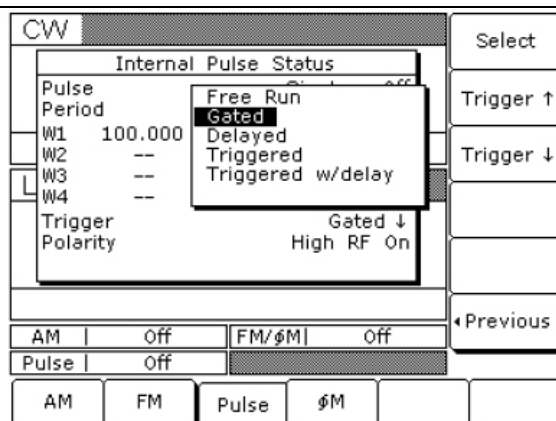 CW
Internal Pulse Status
Pulse
Period
W1 100.000
W2 --
W3 --
W4 --
Free Run
Gated
Delayed
Triggered
Triggered w/delay
Trigger Gated ↓
Polarity High RF On
AM | Off FM/ϕM| Off
Pulse | Off
AM FM Pulse ϕM
Select
Trigger ↑
Trigger ↓
Previous